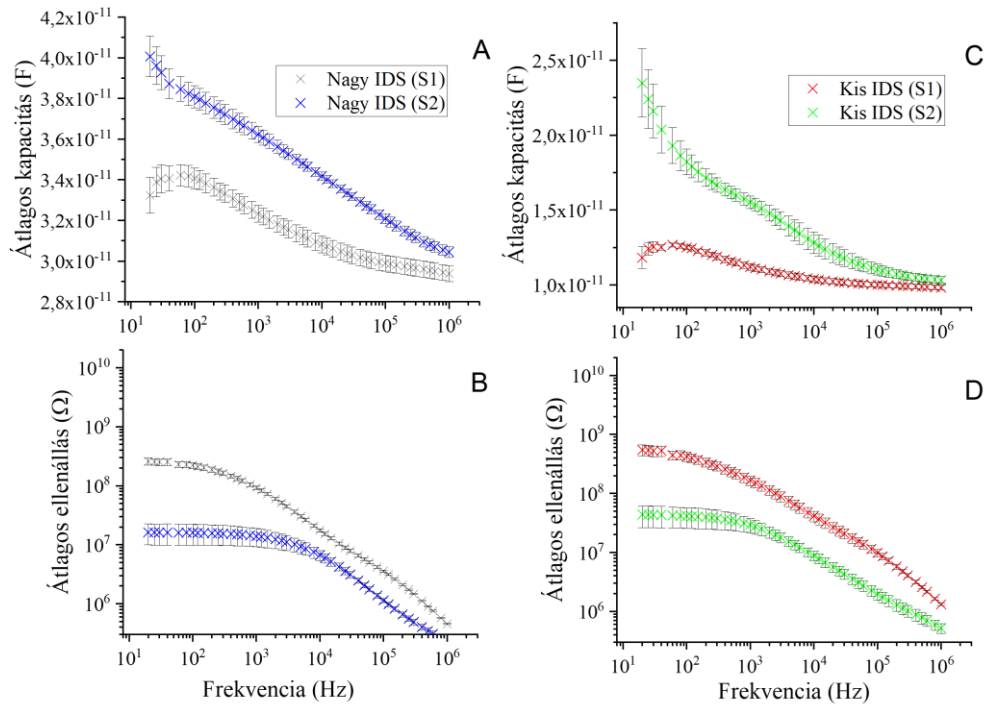 A
Átlagos kapacitás (F)
4,2x10⁻¹¹
4,0x10⁻¹¹
3,8x10⁻¹¹
3,6x10⁻¹¹
3,4x10⁻¹¹
3,2x10⁻¹¹
3,0x10⁻¹¹
2,8x10⁻¹¹
Nagy IDS (S1)
Nagy IDS (S2)
10¹ 10² 10³ 10⁴ 10⁵ 10⁶
C
Átlagos kapacitás (F)
2,5x10⁻¹¹
2,0x10⁻¹¹
1,5x10⁻¹¹
1,0x10⁻¹¹
Kis IDS (S1)
Kis IDS (S2)
10¹ 10² 10³ 10⁴ 10⁵ 10⁶
B
Átlagos ellenállás (Ω)
10¹⁰
10⁹
10⁸
10⁷
10⁶
10¹ 10² 10³ 10⁴ 10⁵ 10⁶
Frekvencia (Hz)
D
Átlagos ellenállás (Ω)
10¹⁰
10⁹
10⁸
10⁷
10⁶
10¹ 10² 10³ 10⁴ 10⁵ 10⁶
Frekvencia (Hz)